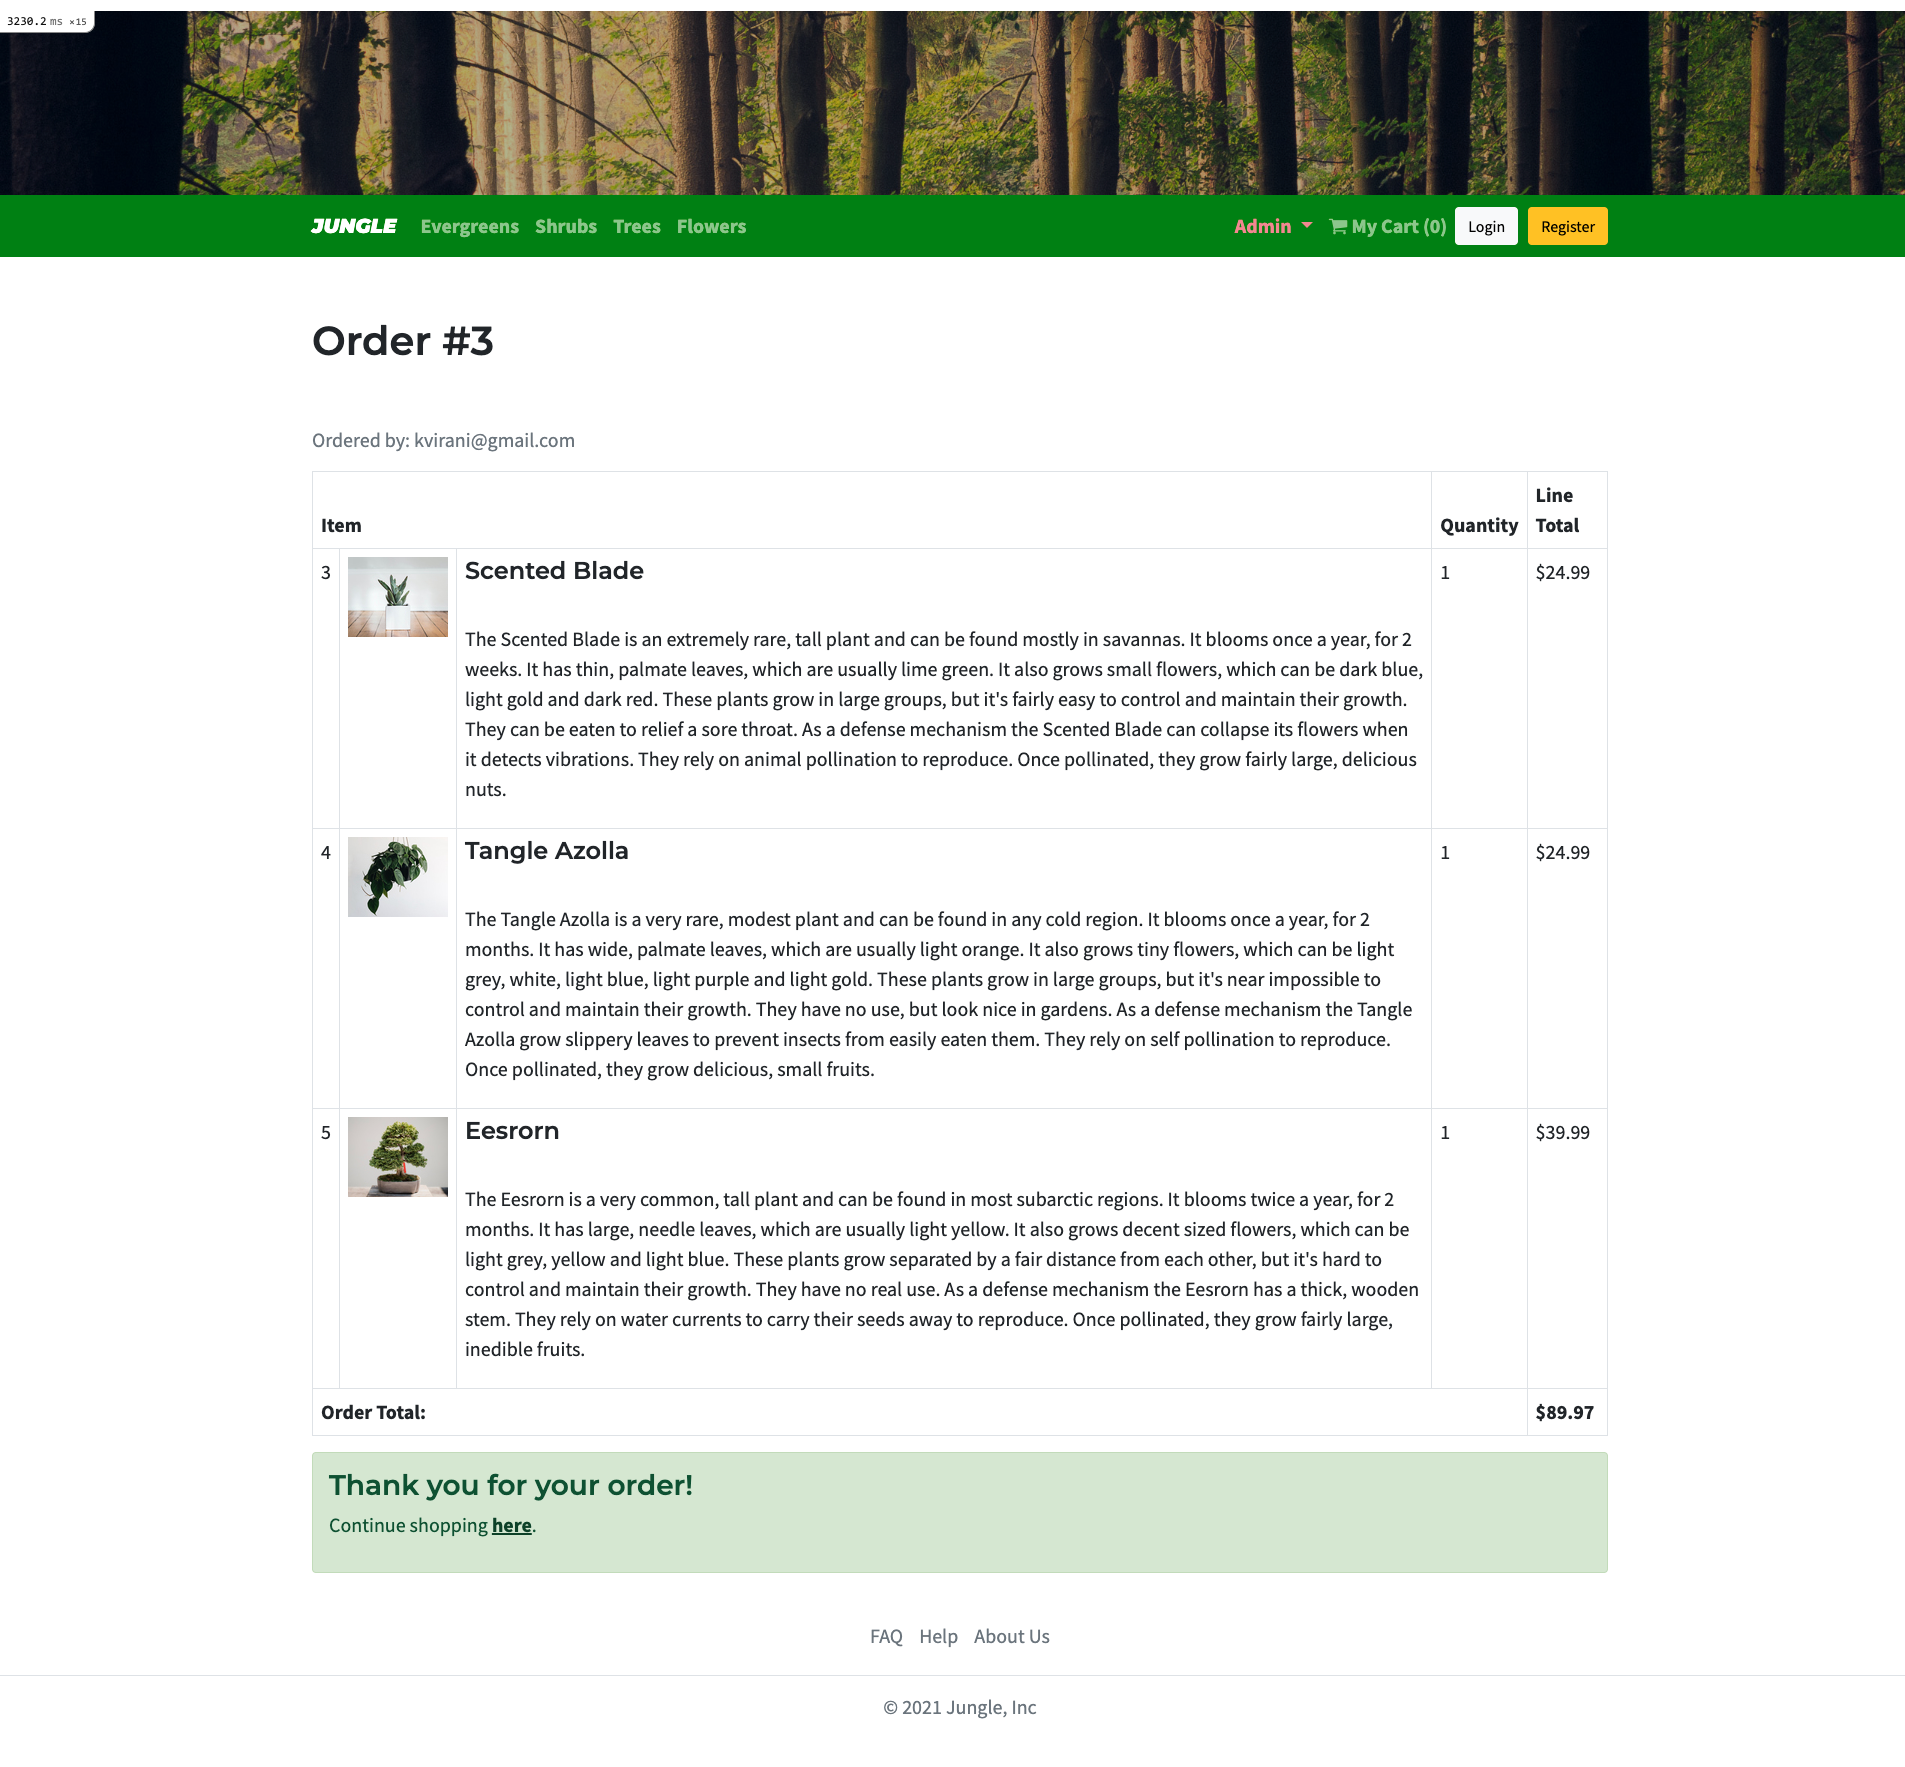 3230.2 ms ×15
JUNGLE Evergreens Shrubs Trees Flowers Admin My Cart (0) Login Register
Order #3
Ordered by: kvirani@gmail.com
Item Quantity Line Total
3 Scented Blade 1 $24.99
The Scented Blade is an extremely rare, tall plant and can be found mostly in savannas. It blooms once a year, for 2
weeks. It has thin, palmate leaves, which are usually lime green. It also grows small flowers, which can be dark blue,
light gold and dark red. These plants grow in large groups, but it's fairly easy to control and maintain their growth.
They can be eaten to relief a sore throat. As a defense mechanism the Scented Blade can collapse its flowers when
it detects vibrations. They rely on animal pollination to reproduce. Once pollinated, they grow fairly large, delicious
nuts.
4 Tangle Azolla 1 $24.99
The Tangle Azolla is a very rare, modest plant and can be found in any cold region. It blooms once a year, for 2
months. It has wide, palmate leaves, which are usually light orange. It also grows tiny flowers, which can be light
grey, white, light blue, light purple and light gold. These plants grow in large groups, but it's near impossible to
control and maintain their growth. They have no use, but look nice in gardens. As a defense mechanism the Tangle
Azolla grow slippery leaves to prevent insects from easily eaten them. They rely on self pollination to reproduce.
Once pollinated, they grow delicious, small fruits.
5 Eesrorn 1 $39.99
The Eesrorn is a very common, tall plant and can be found in most subarctic regions. It blooms twice a year, for 2
months. It has large, needle leaves, which are usually light yellow. It also grows decent sized flowers, which can be
light grey, yellow and light blue. These plants grow separated by a fair distance from each other, but it's hard to
control and maintain their growth. They have no real use. As a defense mechanism the Eesrorn has a thick, wooden
stem. They rely on water currents to carry their seeds away to reproduce. Once pollinated, they grow fairly large,
inedible fruits.
Order Total: $89.97
Thank you for your order!
Continue shopping here.
FAQ Help About Us
© 2021 Jungle, Inc